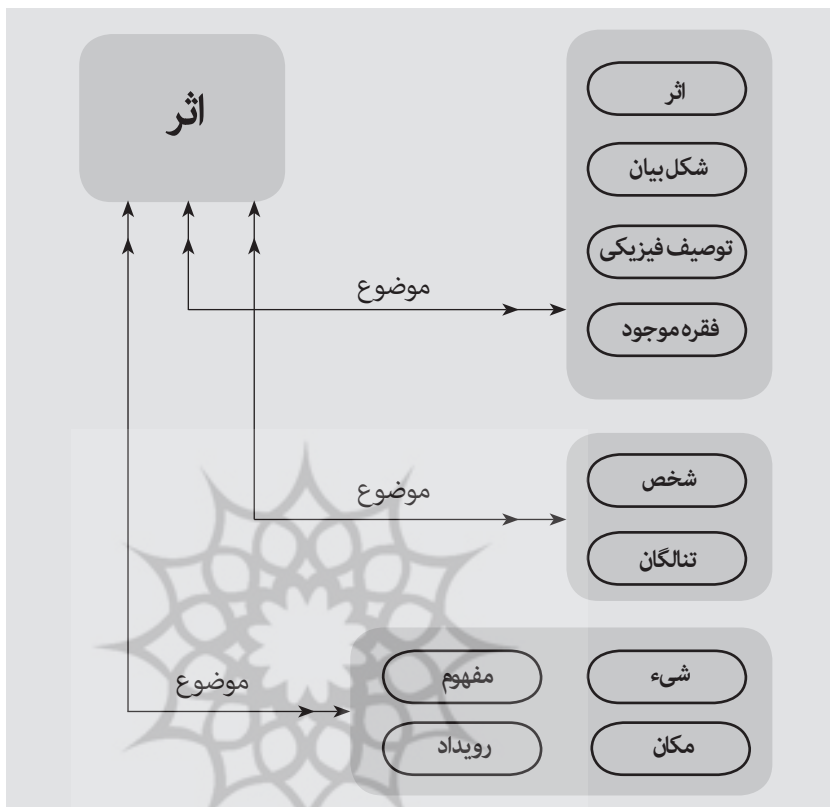 اثر
اثر
شکل بیان
توصیف فیزیکی
فقره موجود
موضوع
شخص
تنالگان
موضوع
شیء
مفهوم
مکان
رویداد
موضوع